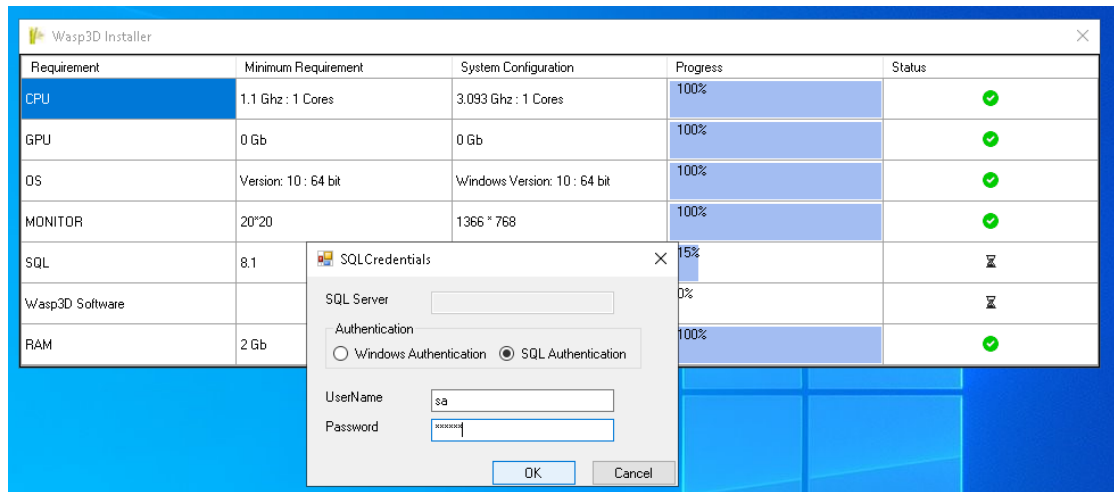 Wasp3D Installer
Requirement Minimum Requirement System Configuration Progress Status
CPU 1.1 Ghz : 1 Cores 3.093 Ghz : 1 Cores 100%
GPU 0 Gb 0 Gb 100%
OS Version: 10 : 64 bit Windows Version: 10 : 64 bit 100%
MONITOR 20*20 1366 * 768 100%
SQL 8.1 15%
Wasp3D Software 0%
RAM 2 Gb 100%
SQLCredentials
SQL Server
Authentication
Windows Authentication SQL Authentication
UserName sa
Password ******
OK Cancel